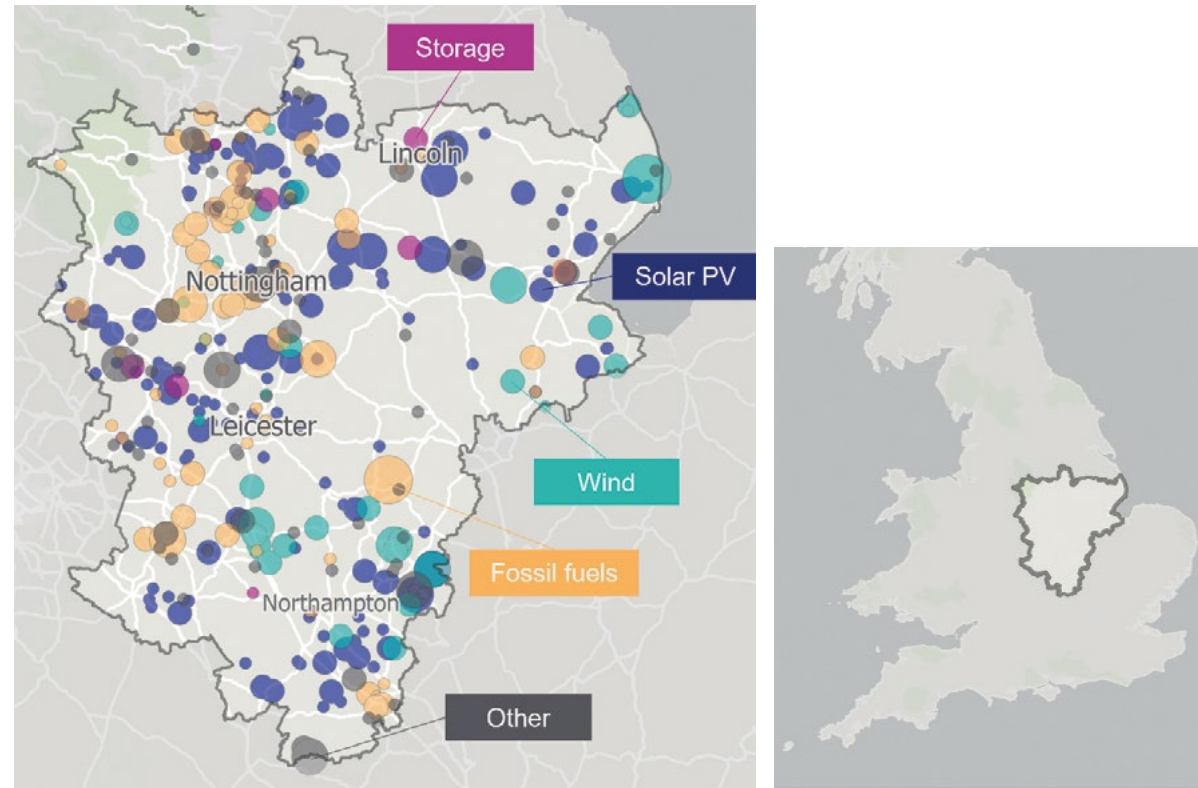 Storage
Lincoln
Solar PV
Nottingham
Leicester
Wind
Fossil fuels
Northampton
Other